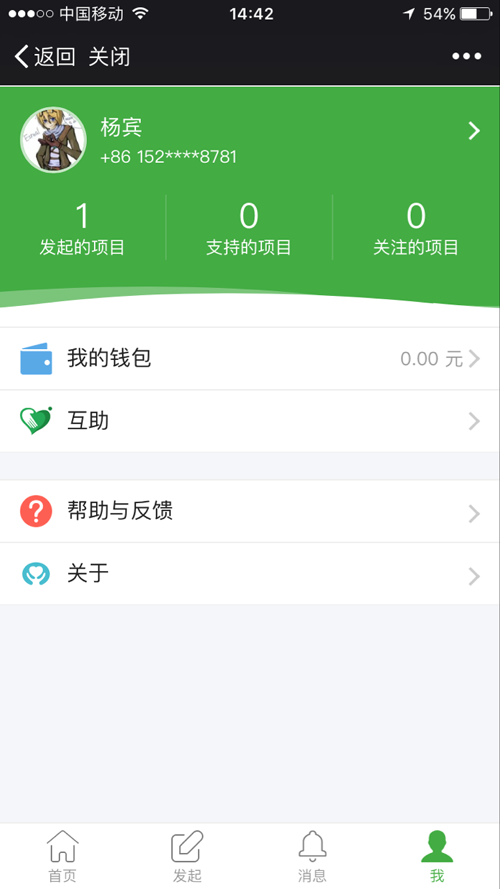 中国移动 14:42 54%
返回 关闭
杨宾
+86 152****8781
1 0 0
发起的项目 支持的项目 关注的项目
我的钱包 0.00 元
互助
帮助与反馈
关于
首页 发起 消息 我